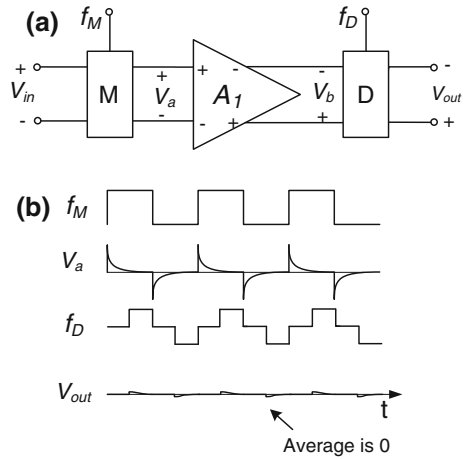 (a)
f_M
f_D
+
V_in
-
M
+
V_a
-
+
-
A_1
-
+
-
V_b
+
D
-
V_out
+
(b)
f_M
V_a
f_D
V_out
t
Average is 0